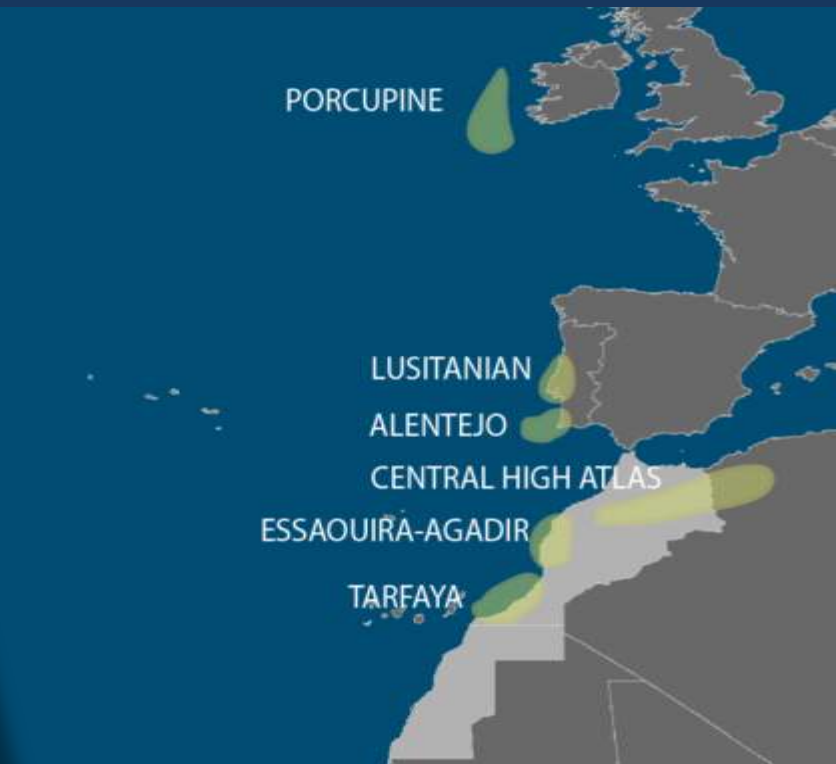 PORCUPINE
LUSITANIAN
ALENTEJO
CENTRAL HIGH ATLAS
ESSAOUIRA-AGADIR
TARFAYA